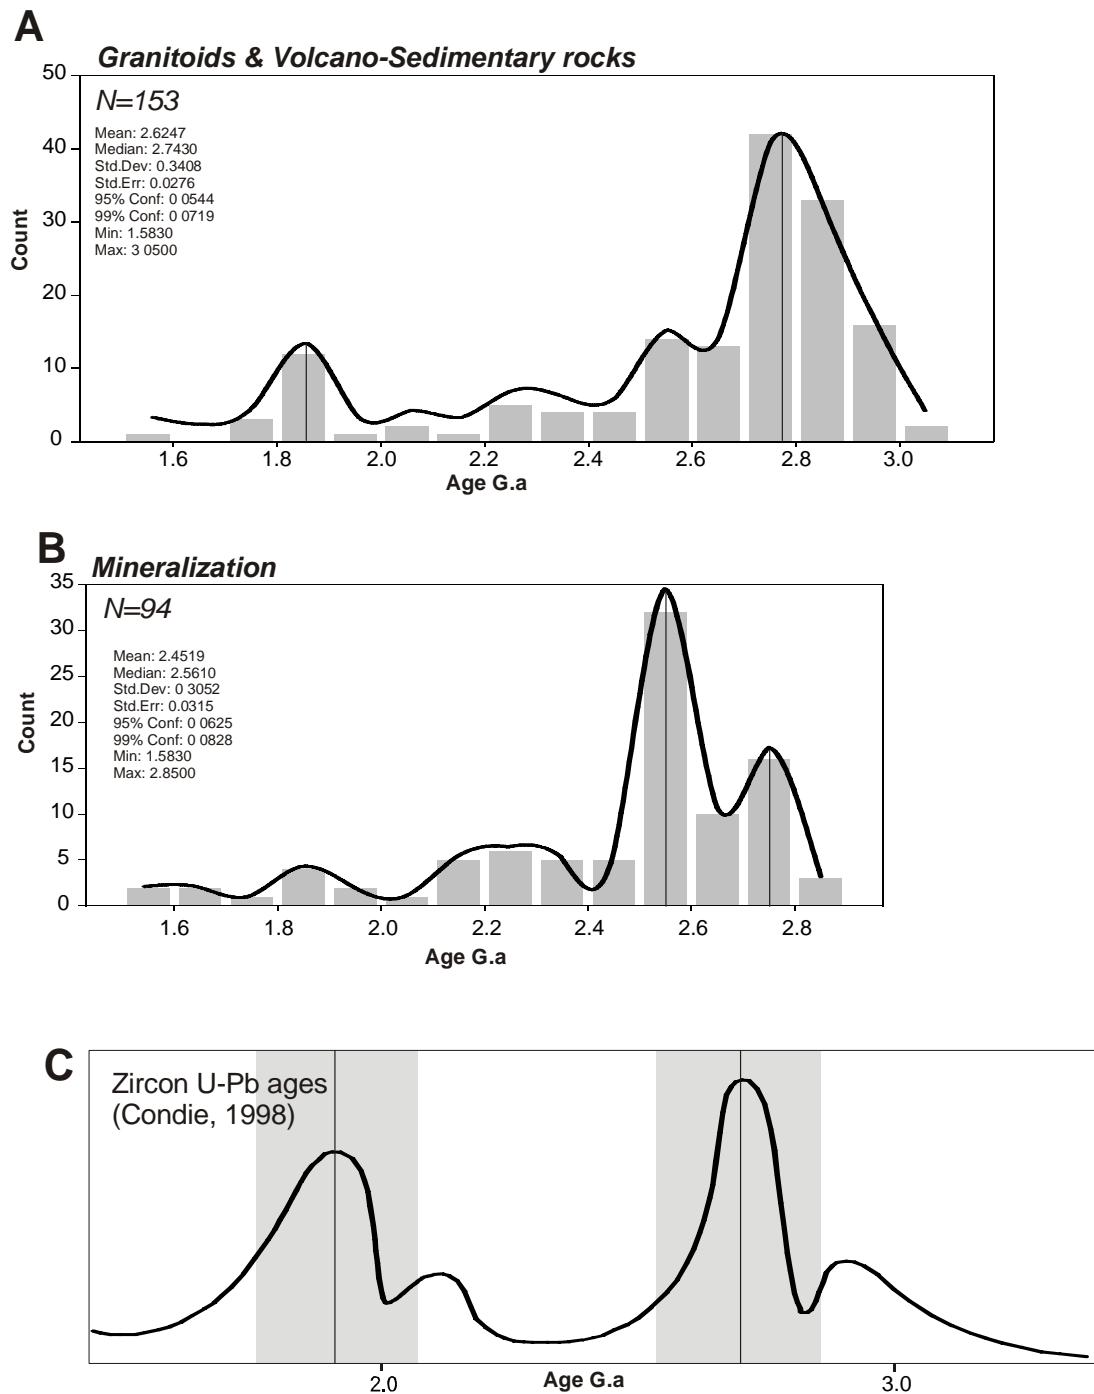 A
Granitoids & Volcano-Sedimentary rocks
N=153
Mean: 2.6247
Median: 2.7430
Std.Dev: 0.3408
Std.Err: 0.0276
95% Conf: 0 0544
99% Conf: 0 0719
Min: 1.5830
Max: 3 0500
50
40
30
20
10
0
Count
1.6 1.8 2.0 2.2 2.4 2.6 2.8 3.0
Age G.a
B
Mineralization
N=94
Mean: 2.4519
Median: 2.5610
Std.Dev: 0 3052
Std.Err: 0.0315
95% Conf: 0 0625
99% Conf: 0 0828
Min: 1.5830
Max: 2.8500
35
30
25
20
15
10
5
0
Count
1.6 1.8 2.0 2.2 2.4 2.6 2.8
Age G.a
C
Zircon U-Pb ages
(Condie, 1998)
2.0 3.0
Age G.a